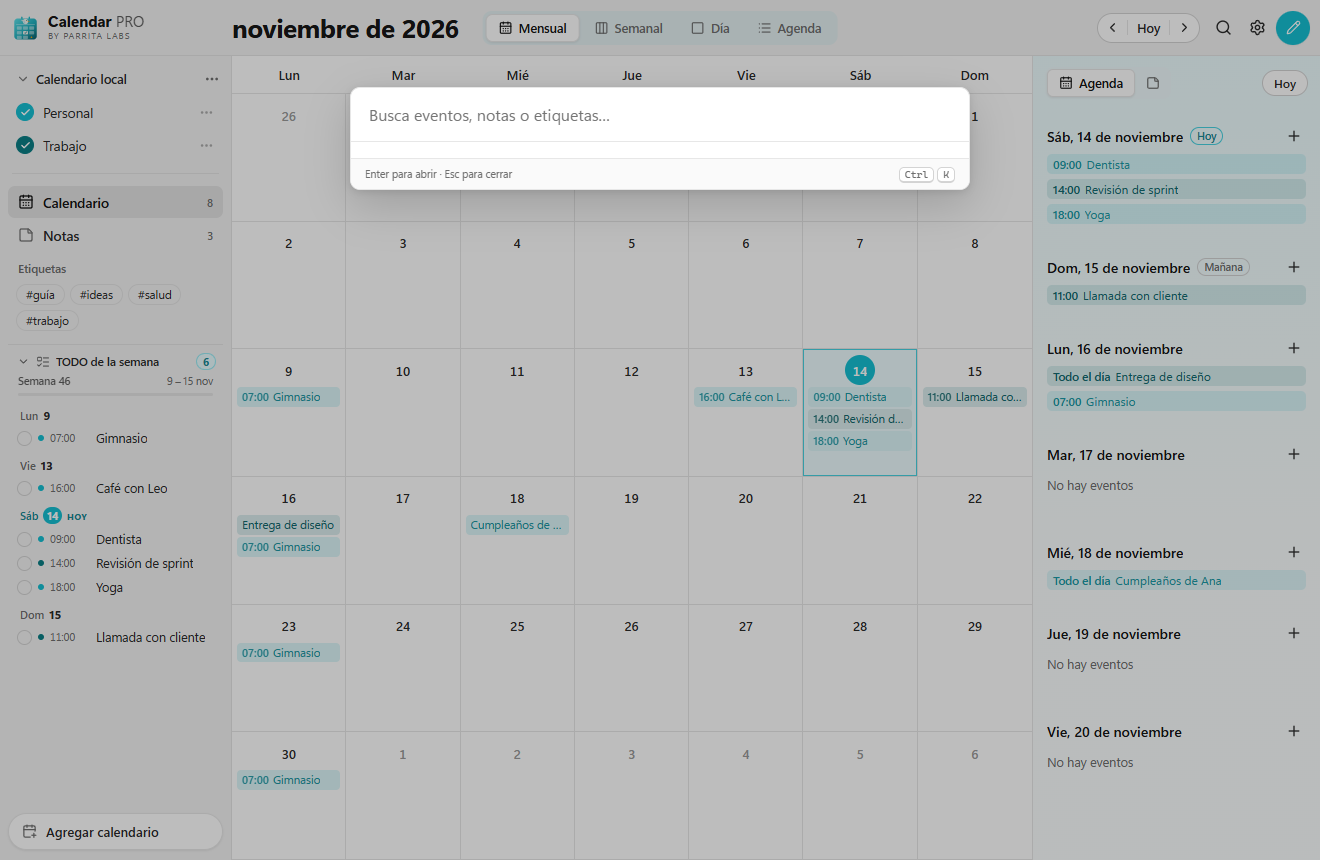 Calendar PRO
BY PARRITA LABS
noviembre de 2026
Mensual
Semanal
Día
Agenda
Hoy
Calendario local
Personal
Trabajo
Calendario 8
Notas 3
Etiquetas
#guía #ideas #salud
#trabajo
TODO de la semana 6
Semana 46 9 – 15 nov
Lun 9
07:00 Gimnasio
Vie 13
16:00 Café con Leo
Sáb 14 HOY
09:00 Dentista
14:00 Revisión de sprint
18:00 Yoga
Dom 15
11:00 Llamada con cliente
Agregar calendario
Busca eventos, notas o etiquetas...
Enter para abrir · Esc para cerrar
Ctrl K
Lun Mar Mié Jue Vie Sáb Dom
26 1
2 3 4 5 6 7 8
9 10 11 12 13 14 15
07:00 Gimnasio
16:00 Café con L...
09:00 Dentista
14:00 Revisión d...
18:00 Yoga
11:00 Llamada co...
16 17 18 19 20 21 22
Entrega de diseño
07:00 Gimnasio
Cumpleaños de ...
23 24 25 26 27 28 29
07:00 Gimnasio
30 1 2 3 4 5 6
07:00 Gimnasio
Agenda
Hoy
Sáb, 14 de noviembre Hoy
09:00 Dentista
14:00 Revisión de sprint
18:00 Yoga
Dom, 15 de noviembre Mañana
11:00 Llamada con cliente
Lun, 16 de noviembre
Todo el día Entrega de diseño
07:00 Gimnasio
Mar, 17 de noviembre
No hay eventos
Mié, 18 de noviembre
Todo el día Cumpleaños de Ana
Jue, 19 de noviembre
No hay eventos
Vie, 20 de noviembre
No hay eventos